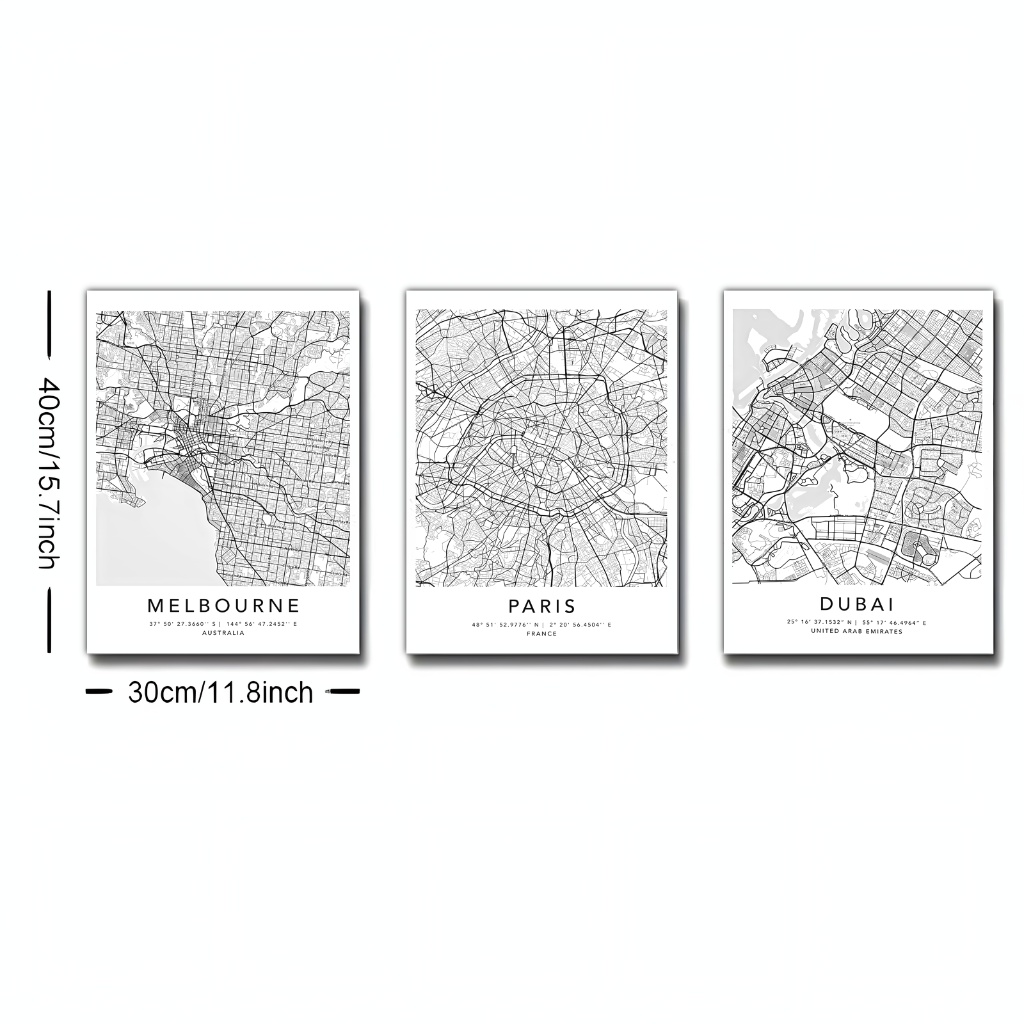 40cm/15.7inch
30cm/11.8inch
MELBOURNE
37° 50' 27.3660'' S | 144° 56' 47.2452'' E
AUSTRALIA
PARIS
48° 51' 52.9776'' N | 2° 20' 56.4504'' E
FRANCE
DUBAI
25° 16' 37.1532" N | 55° 17' 46.4964" E
UNITED ARAB EMIRATES